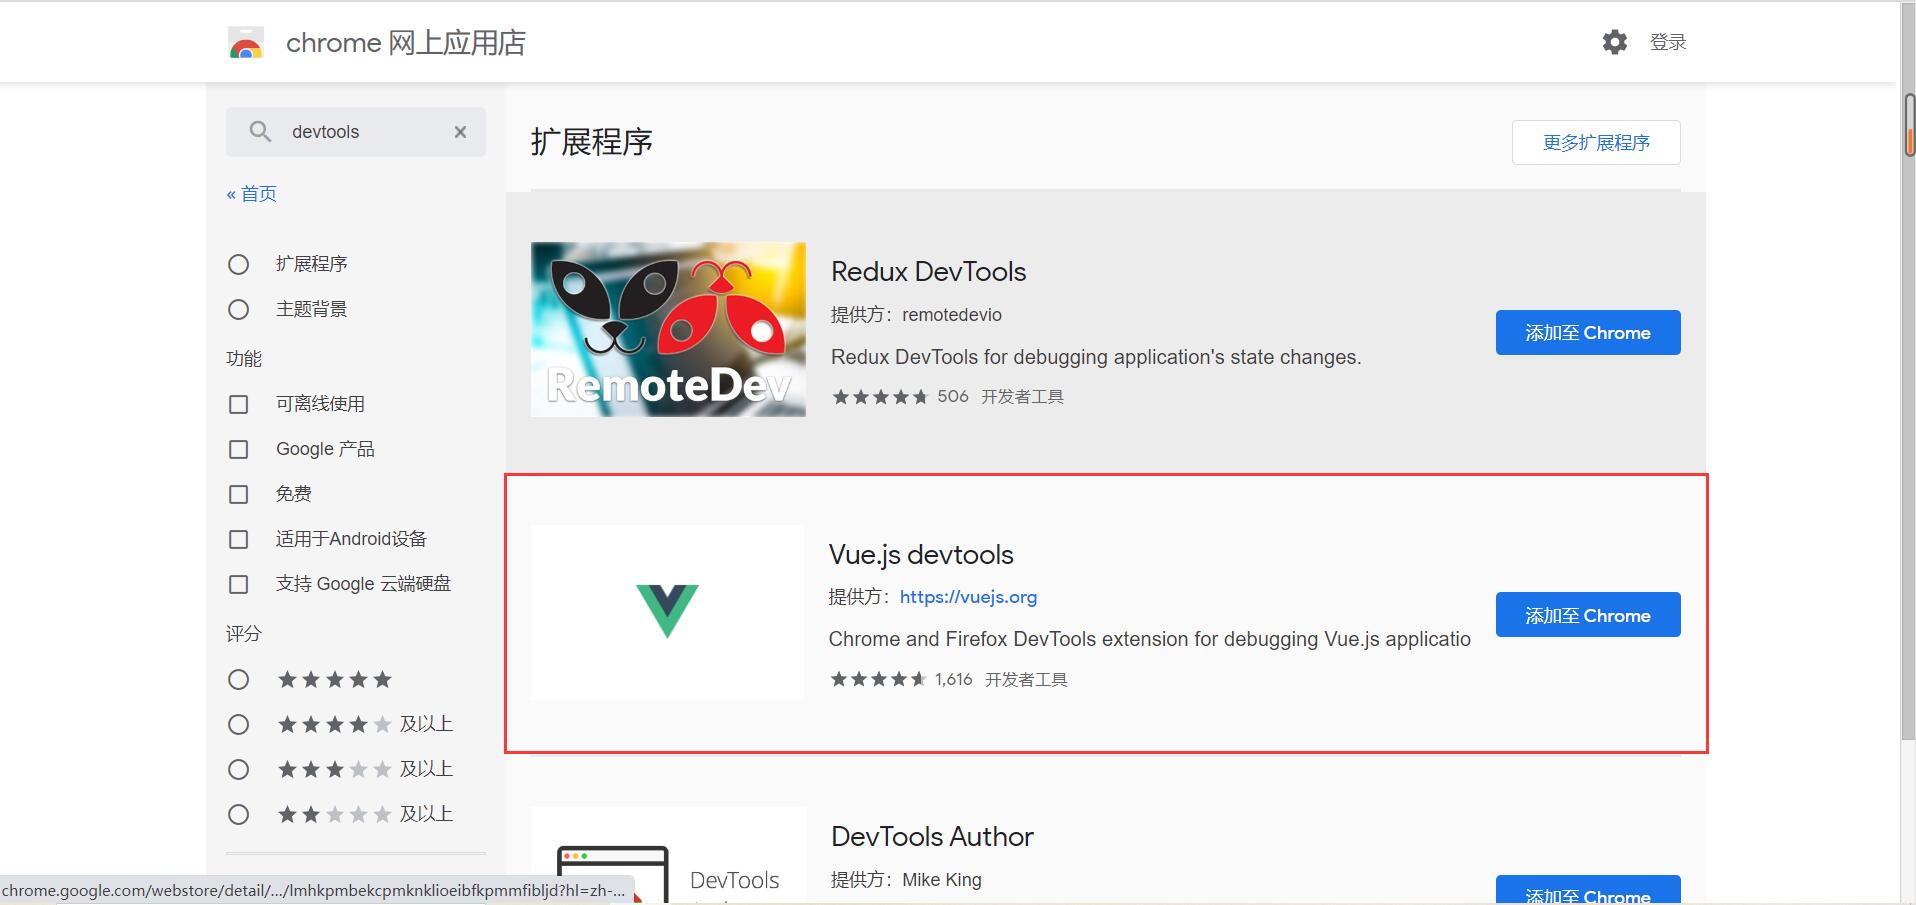 chrome 网上应用店
登录
devtools
« 首页
扩展程序
主题背景
功能
可离线使用
Google 产品
免费
适用于Android设备
支持 Google 云端硬盘
评分
及以上
及以上
及以上
扩展程序
更多扩展程序
RemoteDev
Redux DevTools
提供方： remotedevio
Redux DevTools for debugging application's state changes.
506 开发者工具
添加至 Chrome
Vue.js devtools
提供方： https://vuejs.org
Chrome and Firefox DevTools extension for debugging Vue.js applicatio
1,616 开发者工具
添加至 Chrome
DevTools
DevTools Author
提供方： Mike King
添加至 Chrome
chrome.google.com/webstore/detail/.../lmhkpmbekcpmknklioeibfkpmmfibljd?hl=zh-...